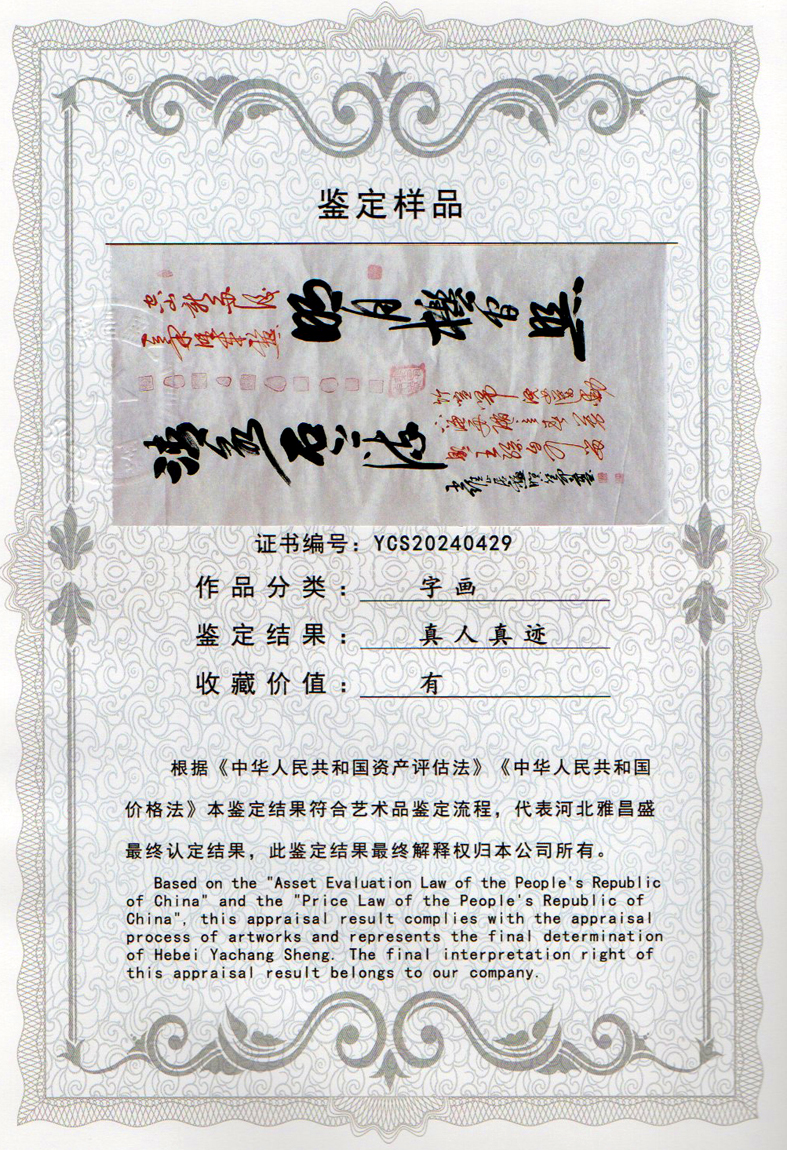 鉴定样品
明月
石上流
证书编号：YCS20240429
作品分类：字画
鉴定结果：真人真迹
收藏价值：有
根据《中华人民共和国资产评估法》《中华人民共和国
价格法》本鉴定结果符合艺术品鉴定流程，代表河北雅昌盛
最终认定结果，此鉴定结果最终解释权归本公司所有。
Based on the "Asset Evaluation Law of the People's Republic
of China" and the "Price Law of the People's Republic of
China", this appraisal result complies with the appraisal
process of artworks and represents the final determination
of Hebei Yachang Sheng. The final interpretation right of
this appraisal result belongs to our company.